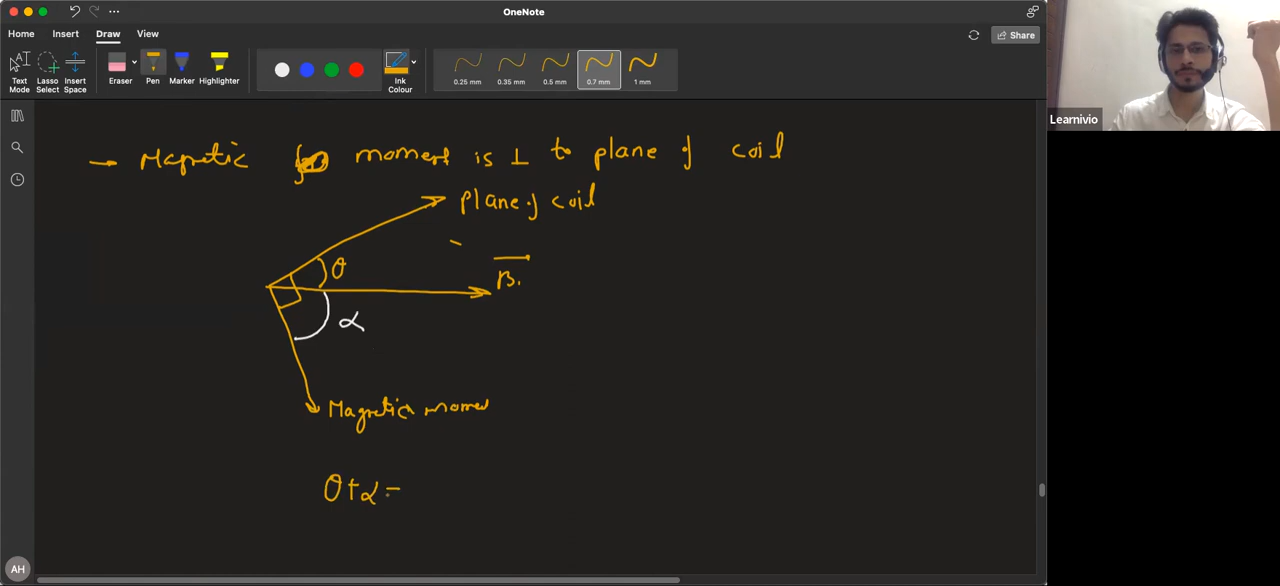 OneNote
Home Insert Draw View
Share
Text Mode
Lasso Select
Insert Space
Eraser
Pen
Marker
Highlighter
Ink Colour
0.25 mm
0.35 mm
0.5 mm
0.7 mm
1 mm
Learnivio
→ Magnetic moment is ⊥ to plane of coil
plane of coil
θ
B
α
Magnetic momen
θ+α=
AH